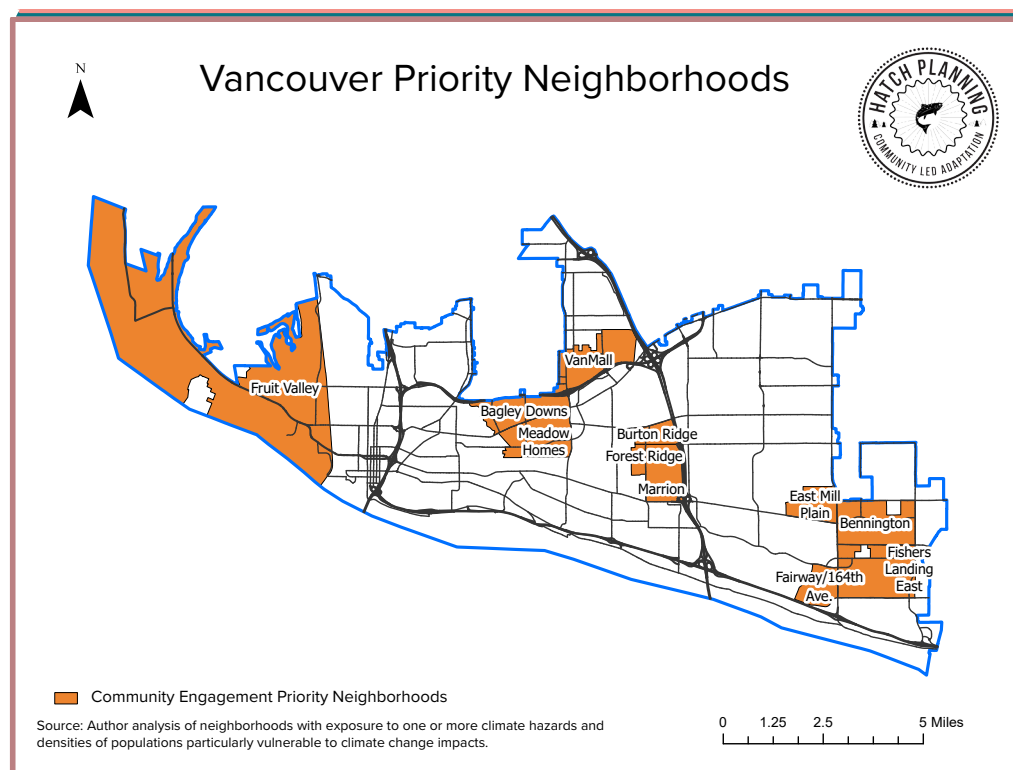 N
Vancouver Priority Neighborhoods
HATCH PLANNING
COMMUNITY LED ADAPTATION
VanMall
Fruit Valley
Bagley Downs
Meadow
Homes
Burton Ridge
Forest Ridge
Marrion
East Mill
Plain
Bennington
Fishers
Landing
East
Fairway/164th
Ave.
Community Engagement Priority Neighborhoods
Source: Author analysis of neighborhoods with exposure to one or more climate hazards and
densities of populations particularly vulnerable to climate change impacts.
0 1.25 2.5 5 Miles